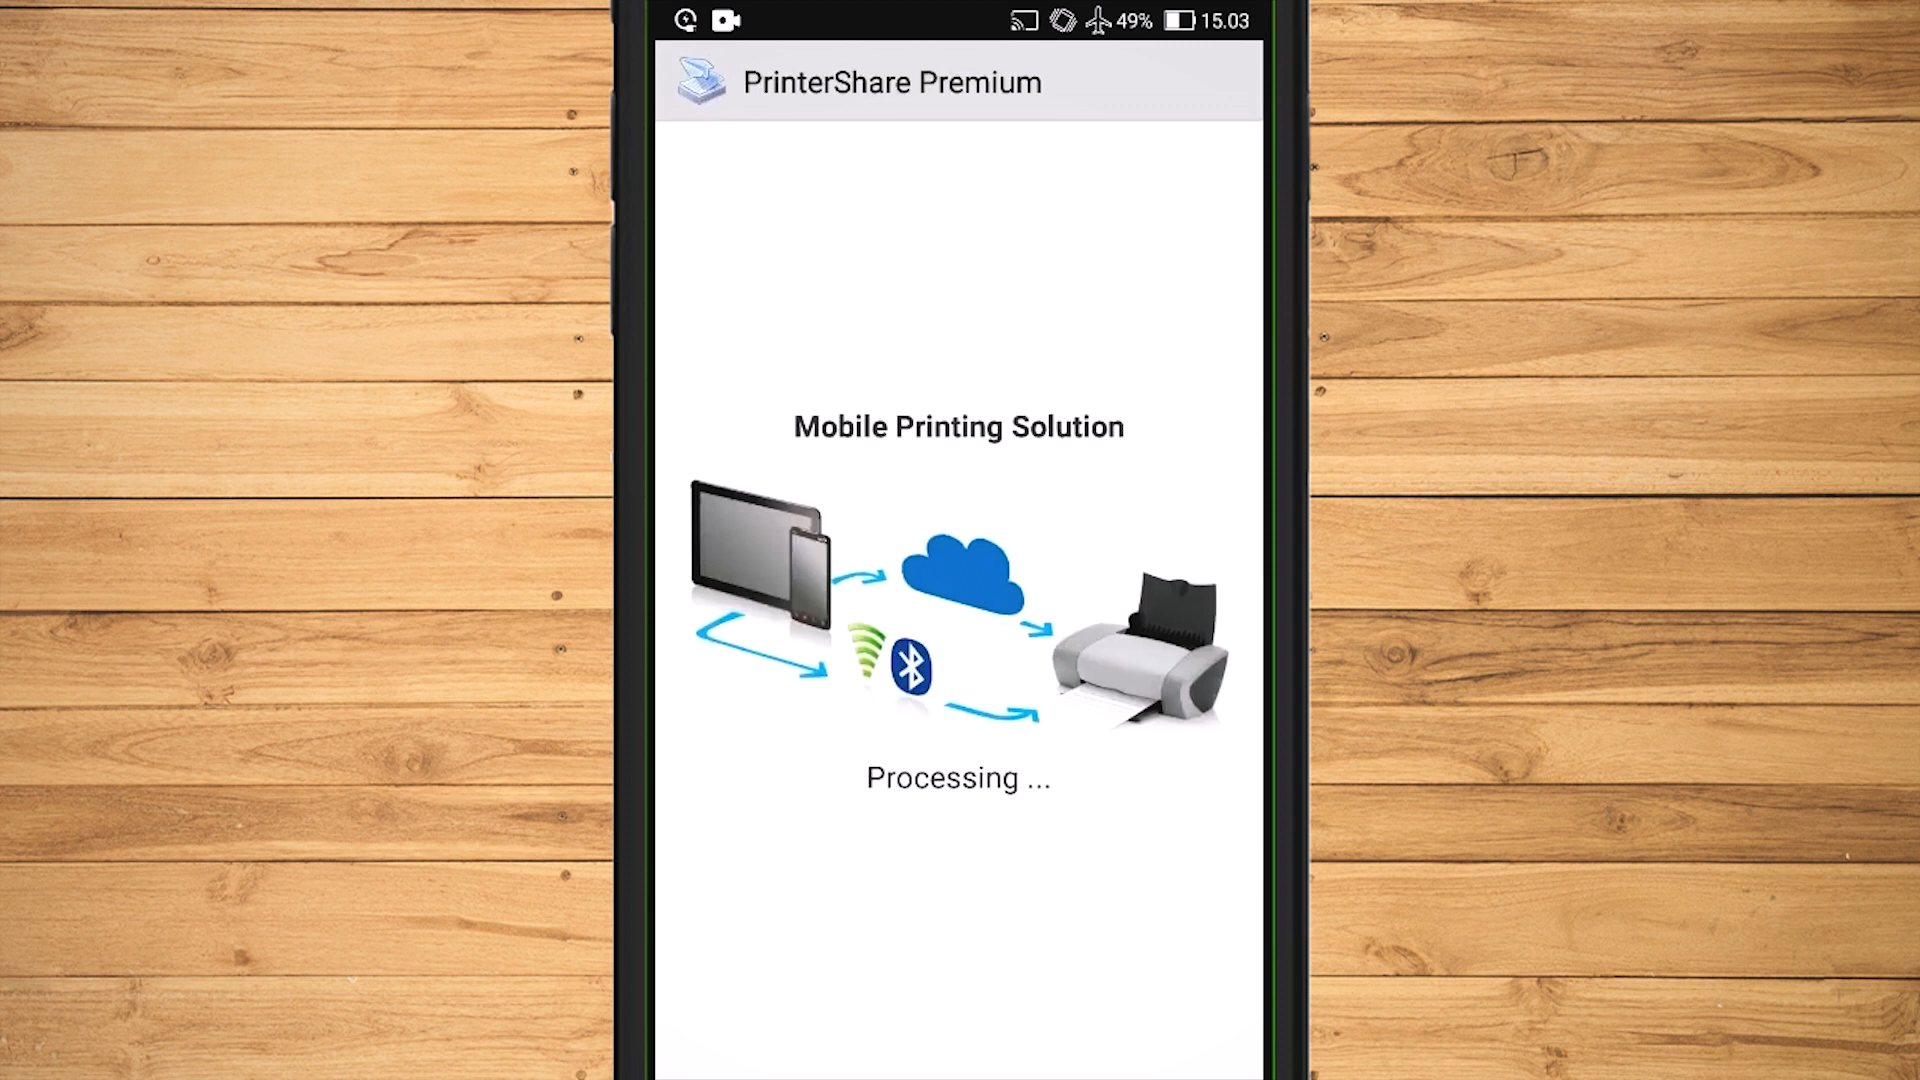 49% 15.03
PrinterShare Premium
Mobile Printing Solution
Processing ...